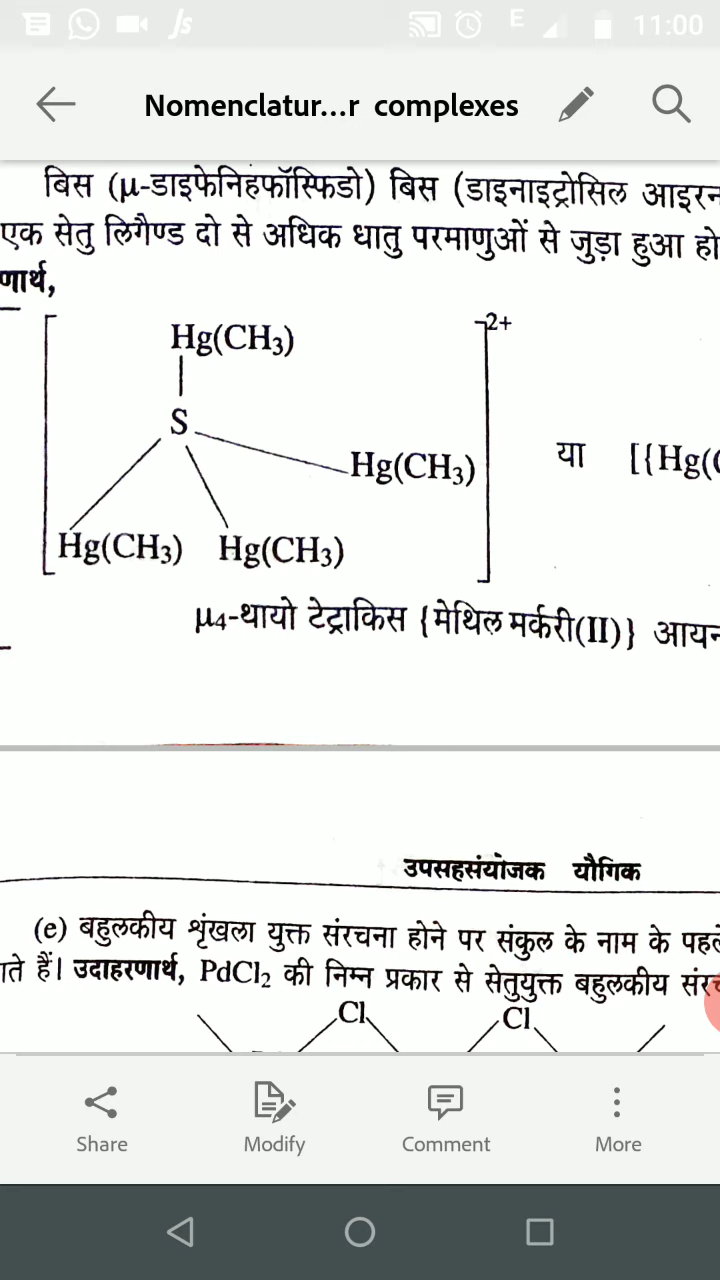 E 11:00
Nomenclatur...r complexes
बिस (μ-डाइफेनिहफॉस्फिडो) बिस (डाइनाइट्रोसिल आइरन
एक सेतु लिगैण्ड दो से अधिक धातु परमाणुओं से जुड़ा हुआ हो
णार्थ,
Hg(CH₃)
2+
S
Hg(CH₃)
या [{Hg(
Hg(CH₃) Hg(CH₃)
μ₄-थायो टेट्राकिस {मेथिल मर्करी(II)} आयन
उपसहसंयोजक यौगिक
(e) बहुलकीय शृंखला युक्त संरचना होने पर संकुल के नाम के पहले
ाते हैं। उदाहरणार्थ, PdCl₂ की निम्न प्रकार से सेतुयुक्त बहुलकीय संरच
Cl Cl
Share Modify Comment More